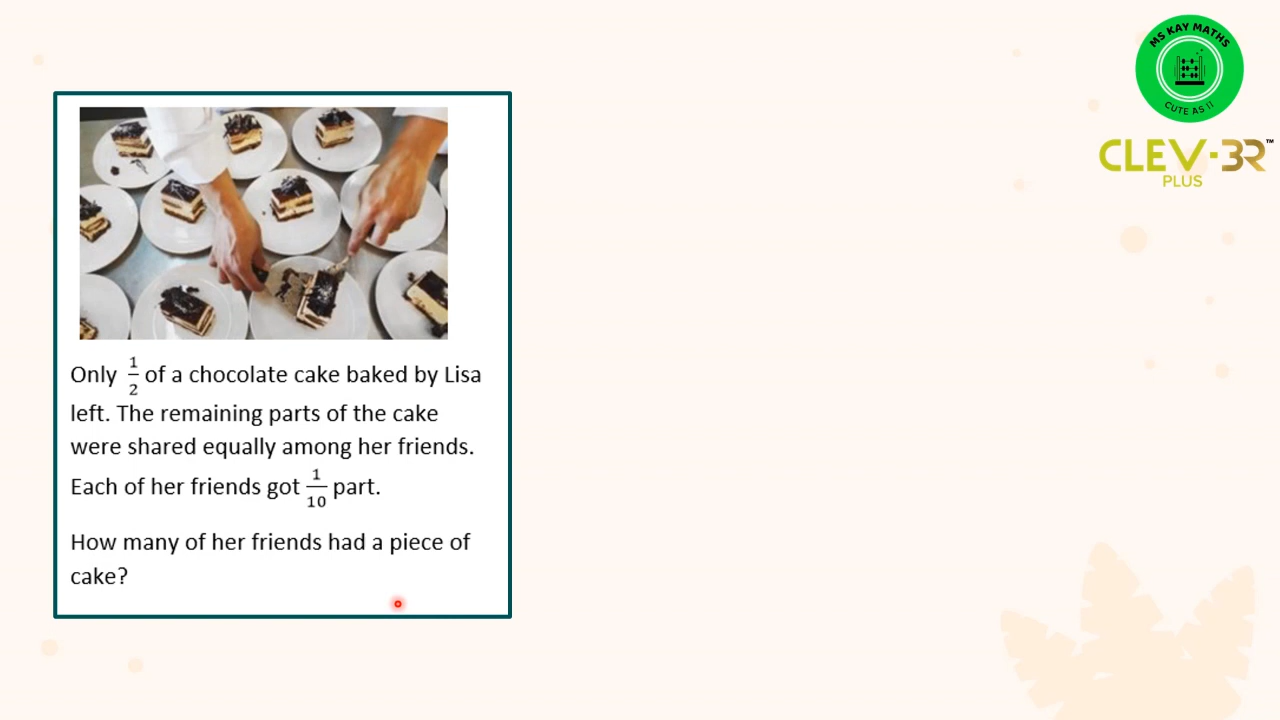 MS KAY MATHS
CUTE AS II
CLEV-3R™
PLUS
Only 1/2 of a chocolate cake baked by Lisa
left. The remaining parts of the cake
were shared equally among her friends.
Each of her friends got 1/10 part.
How many of her friends had a piece of
cake?